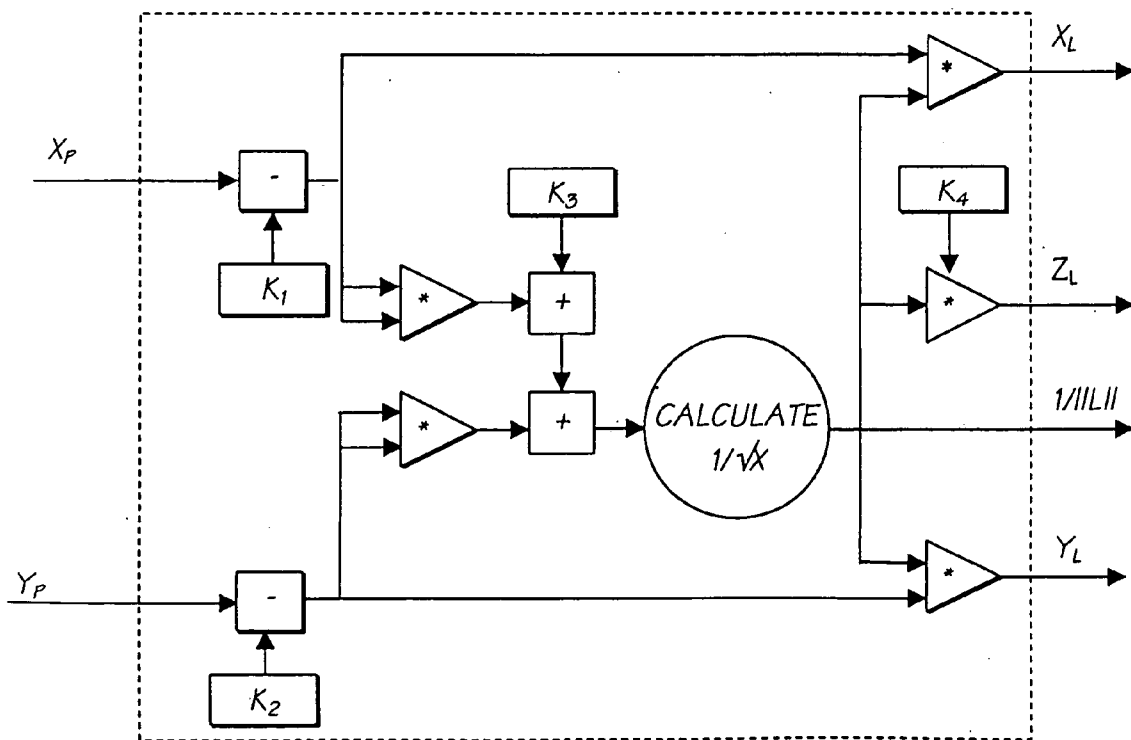 X_L
*
X_P
-
K_3
K_4
K_1
*
+
*
Z_L
*
+
CALCULATE
1/√X
1/||L||
Y_P
-
*
Y_L
K_2